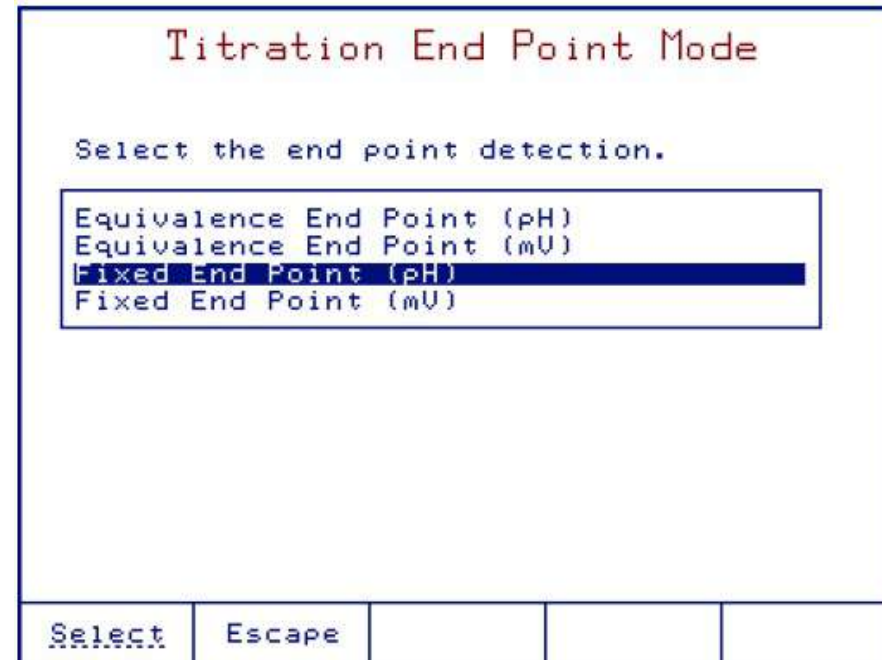 Titration End Point Mode
Select the end point detection.
Equivalence End Point (pH)
Equivalence End Point (mV)
Fixed End Point (pH)
Fixed End Point (mV)
Select Escape